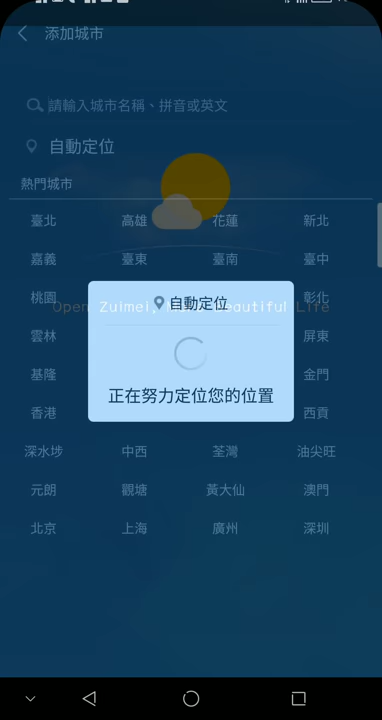 添加城市
請輸入城市名稱、拼音或英文
自動定位
熱門城市
臺北 高雄 花蓮 新北
嘉義 臺東 臺南 臺中
桃園 彰化
Open Zuimei, Beautiful Life
自動定位
雲林 屏東
正在努力定位您的位置
基隆 金門
香港 西貢
深水埗 中西 荃灣 油尖旺
元朗 觀塘 黃大仙 澳門
北京 上海 廣州 深圳